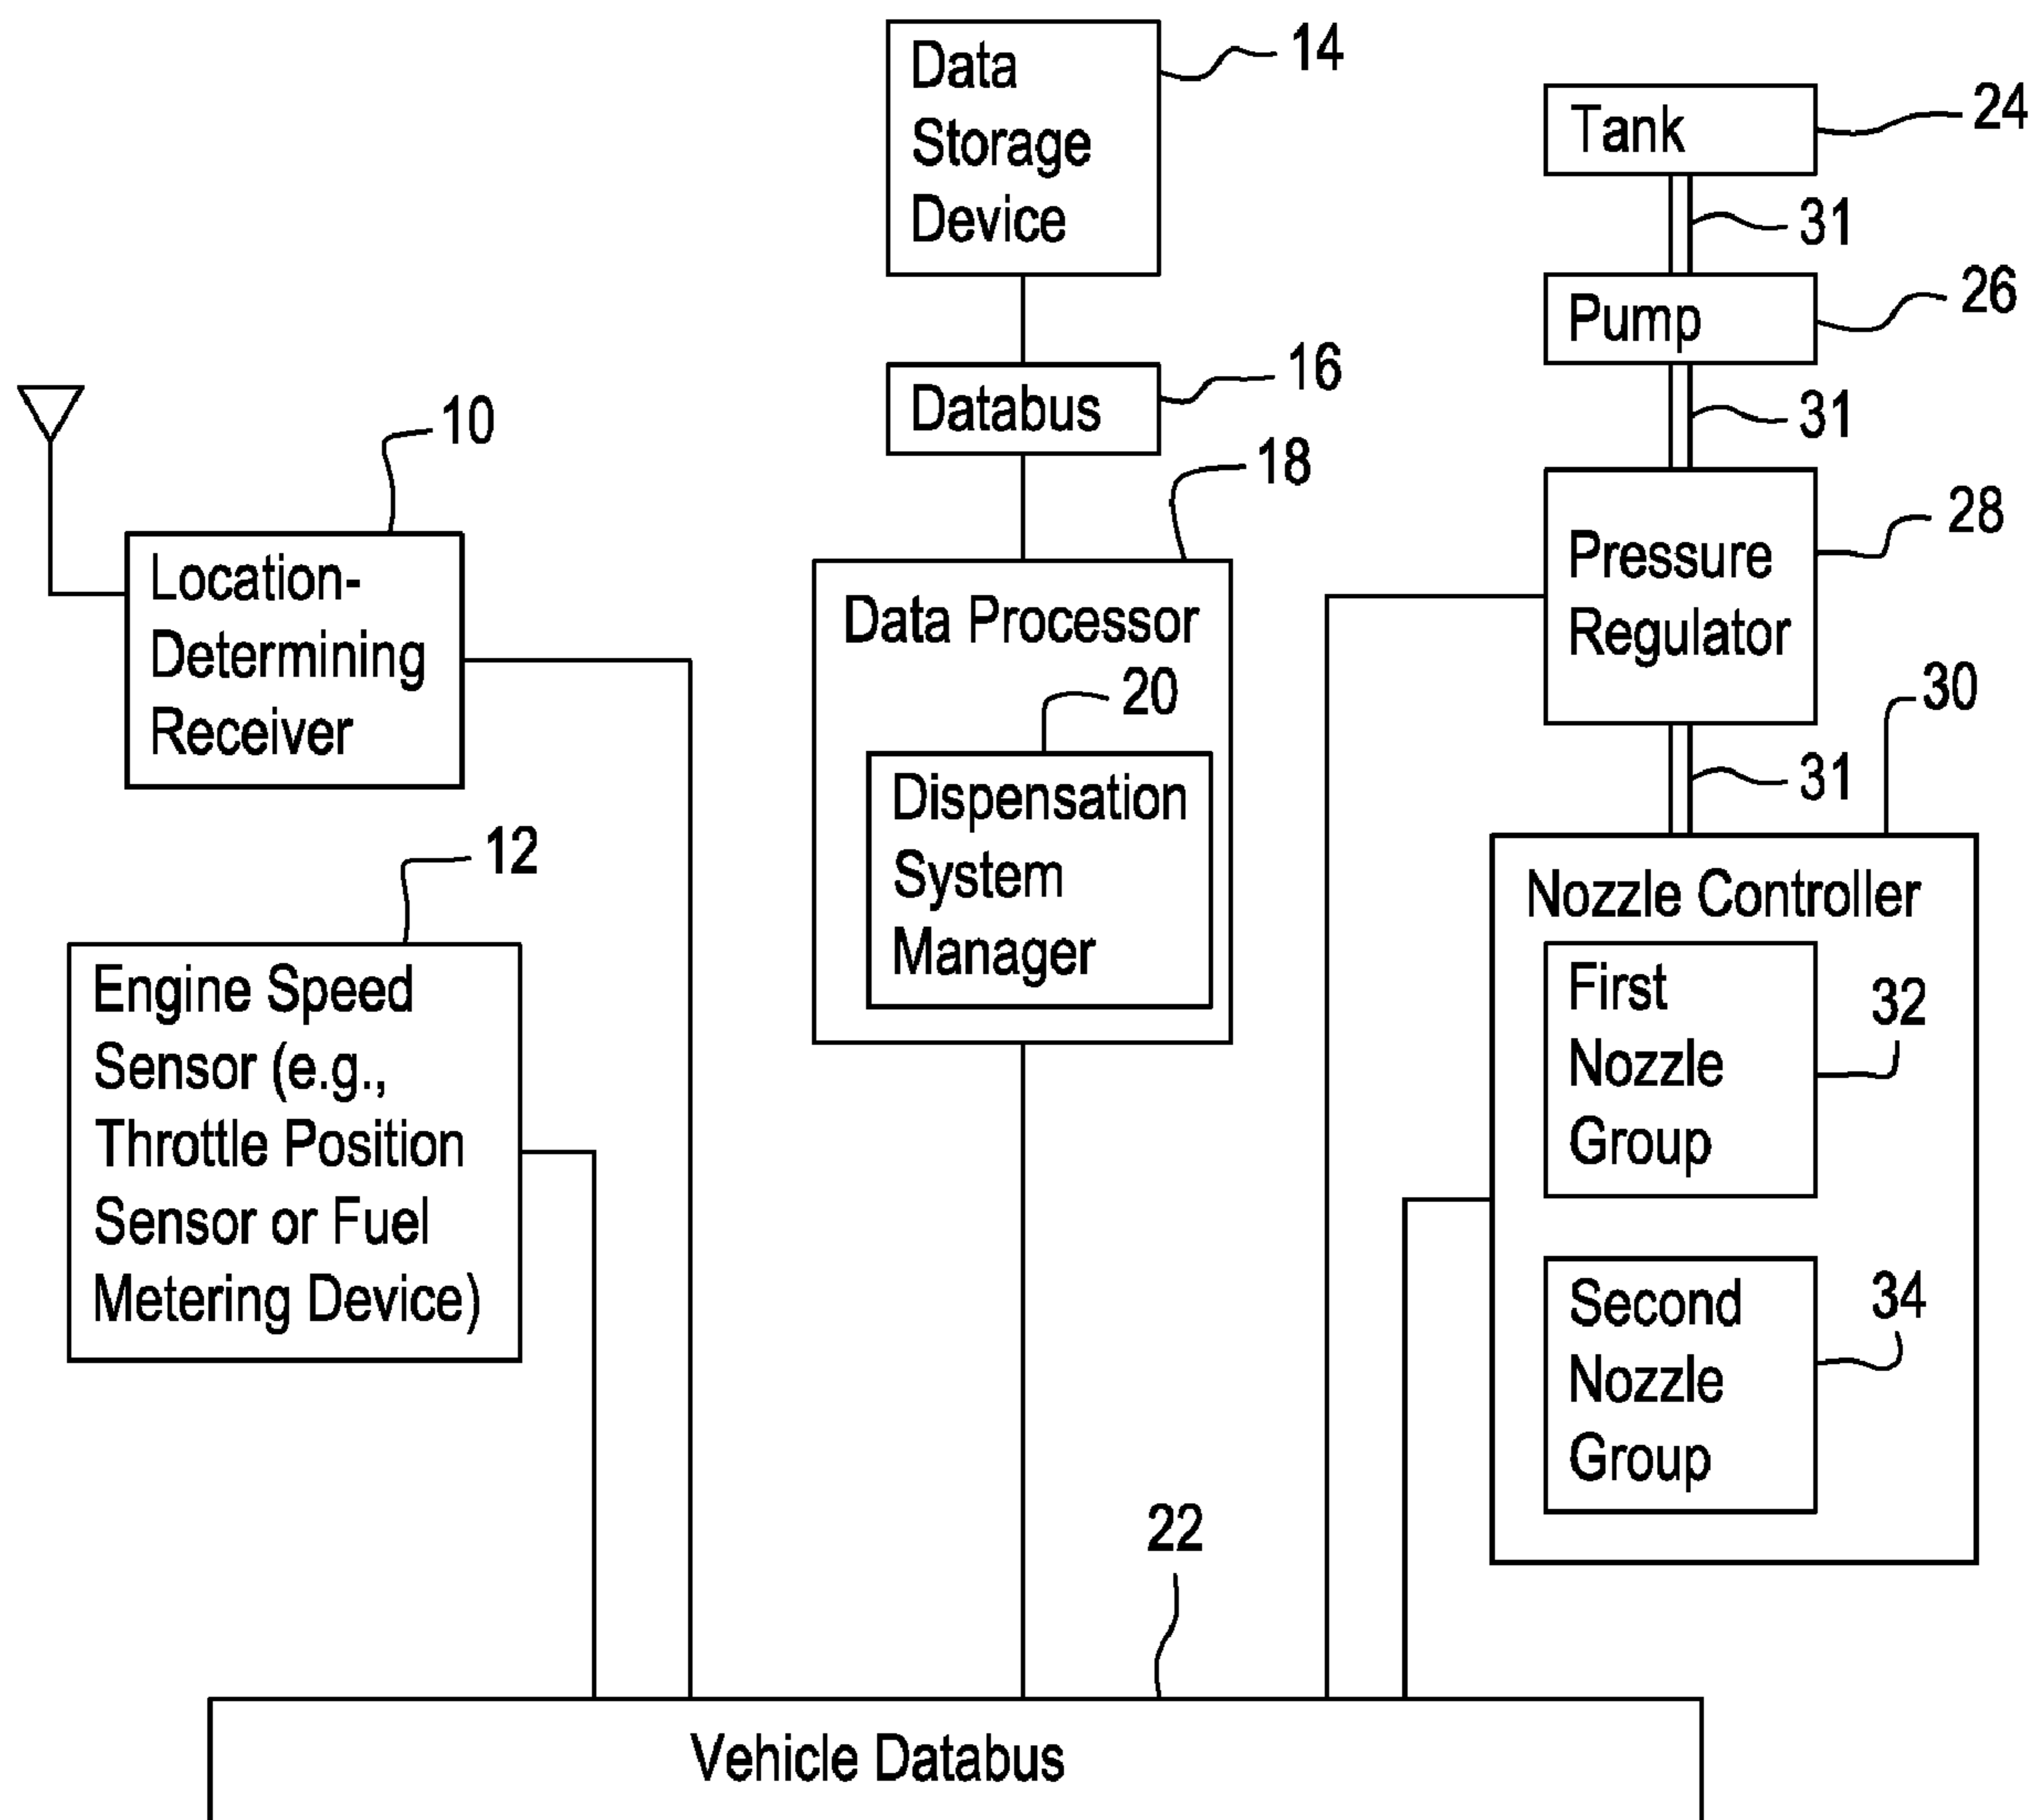 Data
Storage
Device
14
Databus
16
Data Processor
18
Dispensation
System
Manager
20
Location-
Determining
Receiver
10
Engine Speed
Sensor (e.g.,
Throttle Position
Sensor or Fuel
Metering Device)
12
Tank
24
31
Pump
26
31
Pressure
Regulator
28
31
30
Nozzle Controller
First
Nozzle
Group
32
Second
Nozzle
Group
34
22
Vehicle Databus